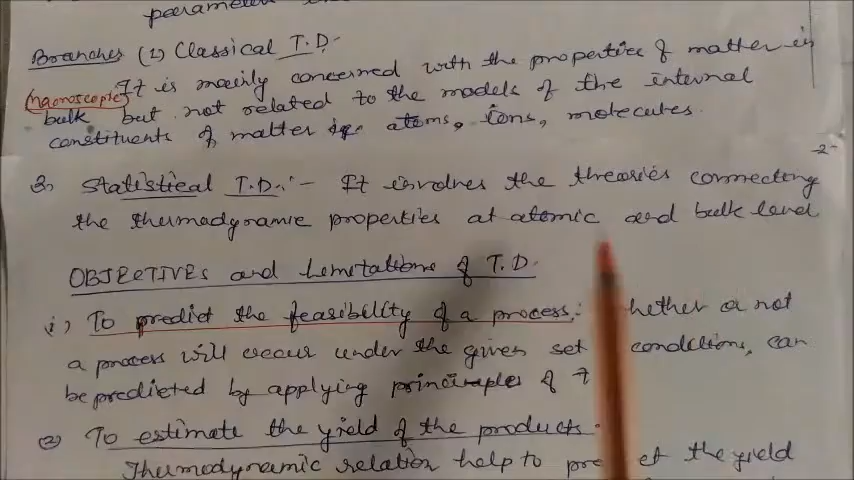 parameter
Branches (1) Classical T.D:-
It is mainly concerned with the properties of matter in
(macroscopic)
bulk but not related to the models of the internal
constituents of matter i.e. atoms, ions, molecules.
-2-
2, Statistical T.D.:- It involves the theories connecting
the thermodynamic properties at atomic and bulk level
OBJECTIVES and Limitations of T.D.
i) To predict the feasibility of a process: hether or not
a process will occur under the given set conditions, can
be predicted by applying principles of T
(2) To estimate the yield of the products.
Thermodynamic relation help to pre et the yield